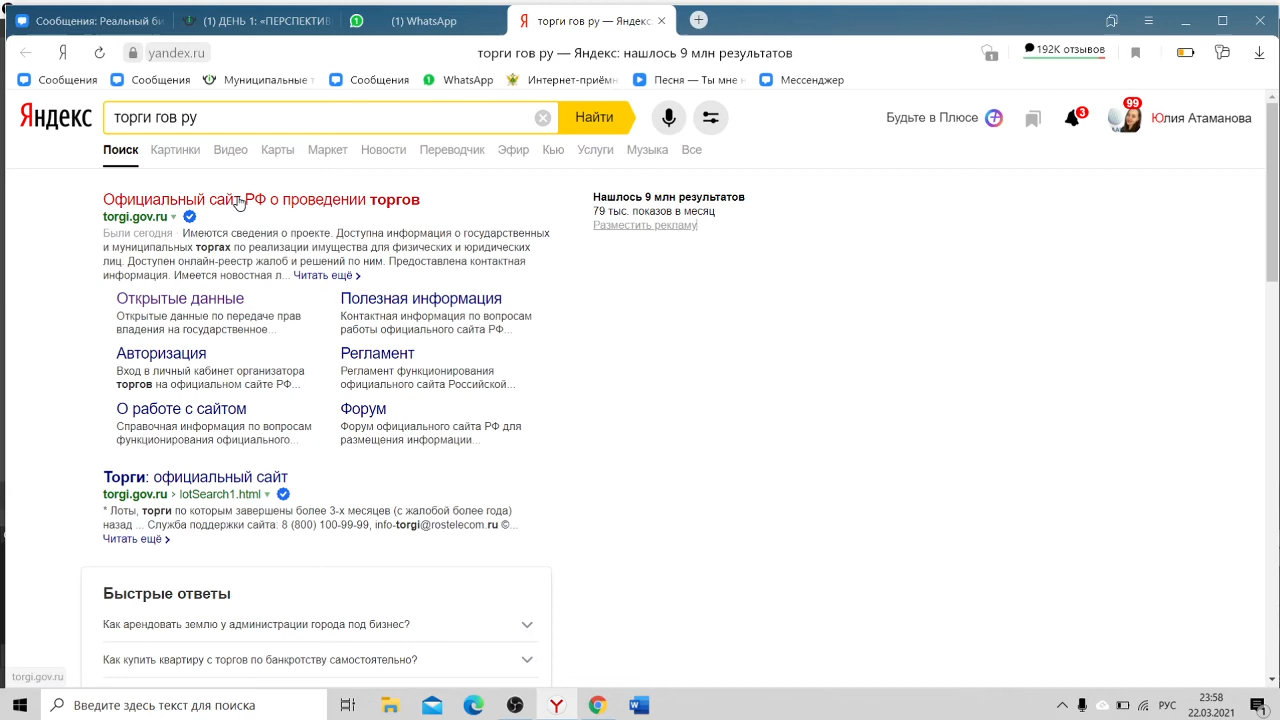 Сообщения: Реальный би
(1) ДЕНЬ 1: «ПЕРСПЕКТИВ
(1) WhatsApp
торги гов ру — Яндекс
yandex.ru
торги гов ру — Яндекс: нашлось 9 млн результатов
192K отзывов
Сообщения
Сообщения
Муниципальные
Сообщения
WhatsApp
Интернет-приём
Песня — Ты мне
Мессенджер
Яндекс
торги гов ру
Найти
Будьте в Плюсе
3
99
Юлия Атаманова
Поиск Картинки Видео Карты Маркет Новости Переводчик Эфир Кью Услуги Музыка Все
Официальный сайт РФ о проведении торгов
torgi.gov.ru
Были сегодня · Имеются сведения о проекте. Доступна информация о государственных
и муниципальных торгах по реализации имущества для физических и юридических
лиц. Доступен онлайн-реестр жалоб и решений по ним. Предоставлена контактная
информация. Имеется новостная л... Читать ещё ›
Нашлось 9 млн результатов
79 тыс. показов в месяц
Разместить рекламу
Открытые данные
Открытые данные по передаче прав
владения на государственное...
Полезная информация
Контактная информация по вопросам
работы официального сайта РФ...
Авторизация
Вход в личный кабинет организатора
торгов на официальном сайте РФ...
Регламент
Регламент функционирования
официального сайта Российской...
О работе с сайтом
Справочная информация по вопросам
функционирования официального...
Форум
Форум официального сайта РФ для
размещения информации...
Торги: официальный сайт
torgi.gov.ru › lotSearch1.html
* Лоты, торги по которым завершены более 3-х месяцев (с жалобой более года)
назад ... Служба поддержки сайта: 8 (800) 100-99-99, info-torgi@rostelecom.ru ©...
Читать ещё ›
Быстрые ответы
Как арендовать землю у администрации города под бизнес?
Как купить квартиру с торгов по банкротству самостоятельно?
torgi.gov.ru
Введите здесь текст для поиска
РУС
23:58
22.03.2021
1